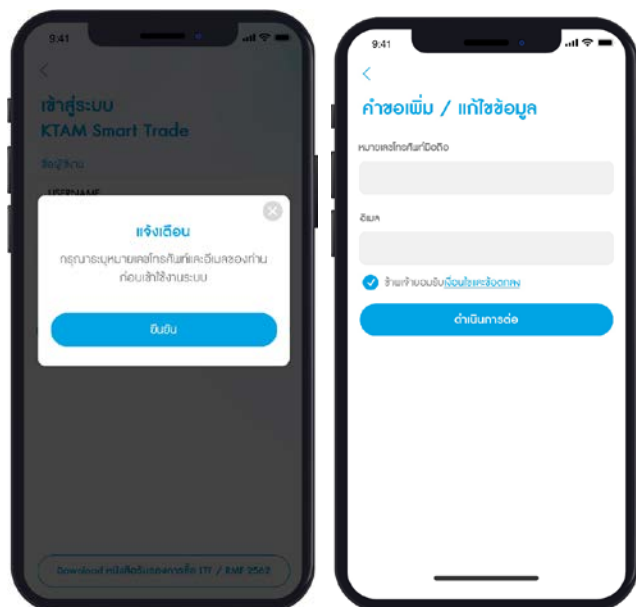 9:41
เข้าสู่ระบบ
KTAM Smart Trade
ชื่อผู้ใช้งาน
USERNAME
แจ้งเตือน
กรุณาระบุหมายเลขโทรศัพท์และอีเมลของท่าน
ก่อนเข้าใช้งานระบบ
ยืนยัน
Download หนังสือรับรองการซื้อ LTF / RMF 2562
9:41
คำขอเพิ่ม / แก้ไขข้อมูล
หมายเลขโทรศัพท์มือถือ
อีเมล
ข้าพเจ้ายอมรับเงื่อนไขและข้อตกลง
ดำเนินการต่อ